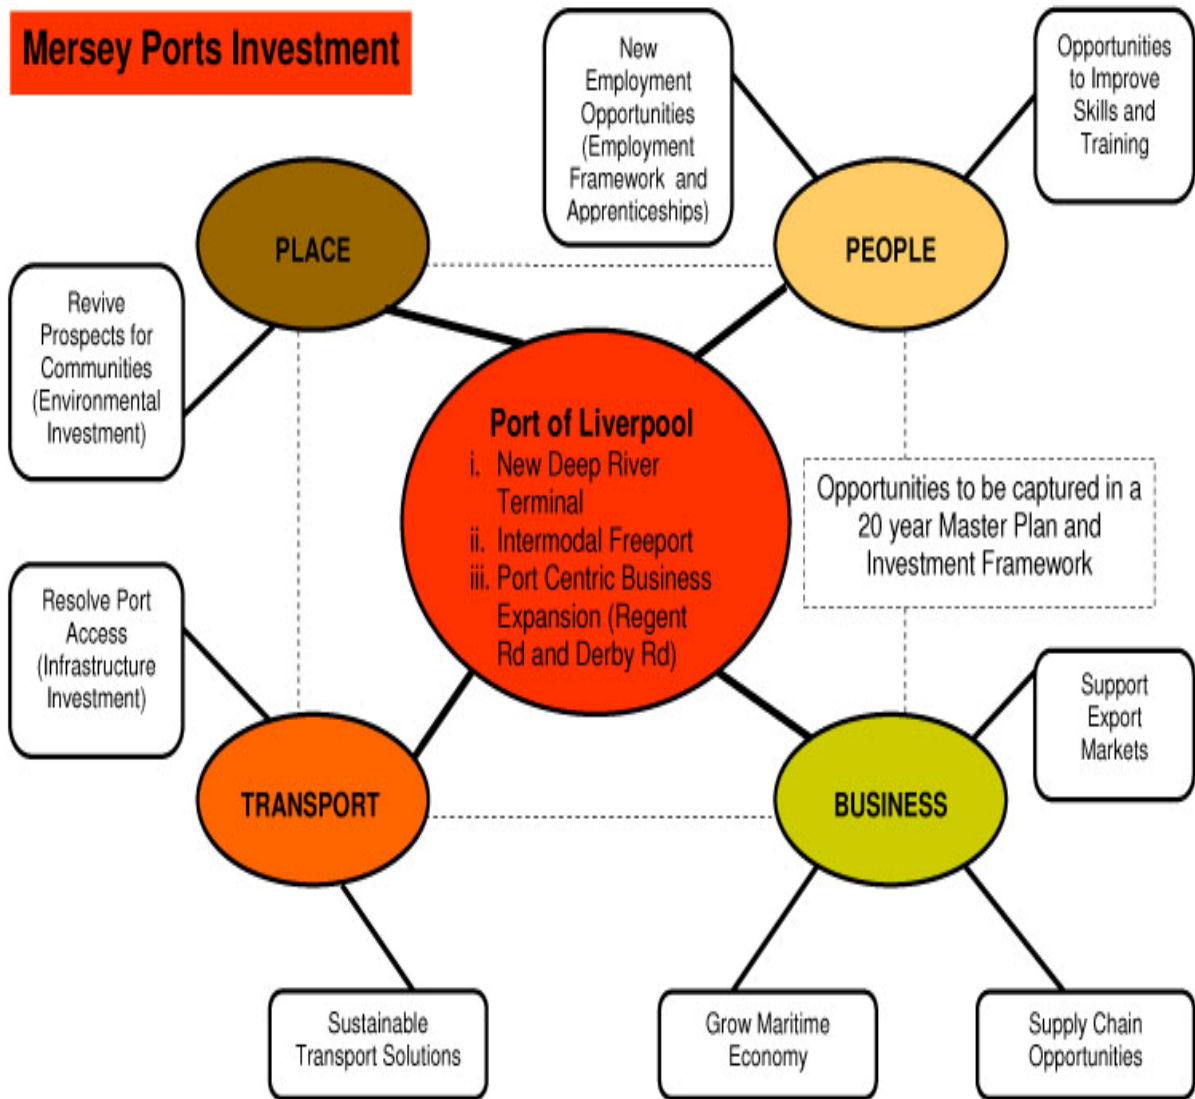 Mersey Ports Investment
New
Employment
Opportunities
(Employment
Framework and
Apprenticeships)
Opportunities
to Improve
Skills and
Training
PLACE
PEOPLE
Revive
Prospects for
Communities
(Environmental
Investment)
Port of Liverpool
i. New Deep River
Terminal
ii. Intermodal Freeport
iii. Port Centric Business
Expansion (Regent
Rd and Derby Rd)
Opportunities to be captured in a
20 year Master Plan and
Investment Framework
Resolve Port
Access
(Infrastructure
Investment)
Support
Export
Markets
TRANSPORT
BUSINESS
Sustainable
Transport Solutions
Grow Maritime
Economy
Supply Chain
Opportunities